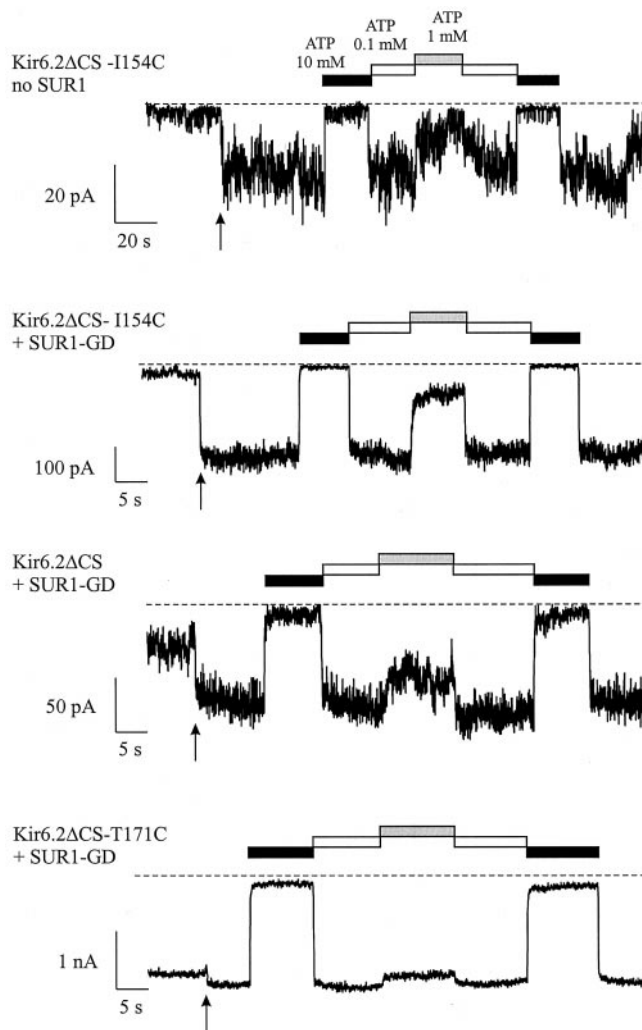 Kir6.2ΔCS -I154C
no SUR1
ATP
10 mM
ATP
0.1 mM
ATP
1 mM
20 pA
20 s
Kir6.2ΔCS- I154C
+ SUR1-GD
100 pA
5 s
Kir6.2ΔCS
+ SUR1-GD
50 pA
5 s
Kir6.2ΔCS-T171C
+ SUR1-GD
1 nA
5 s